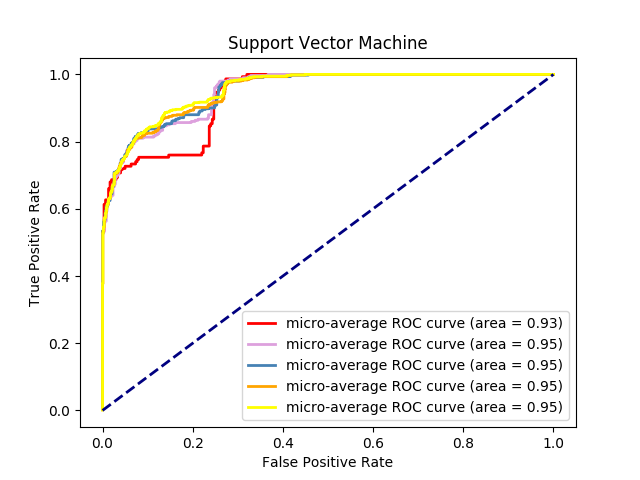 Support Vector Machine
True Positive Rate
1.0
0.8
0.6
0.4
0.2
0.0
micro-average ROC curve (area = 0.93)
micro-average ROC curve (area = 0.95)
micro-average ROC curve (area = 0.95)
micro-average ROC curve (area = 0.95)
micro-average ROC curve (area = 0.95)
0.0 0.2 0.4 0.6 0.8 1.0
False Positive Rate